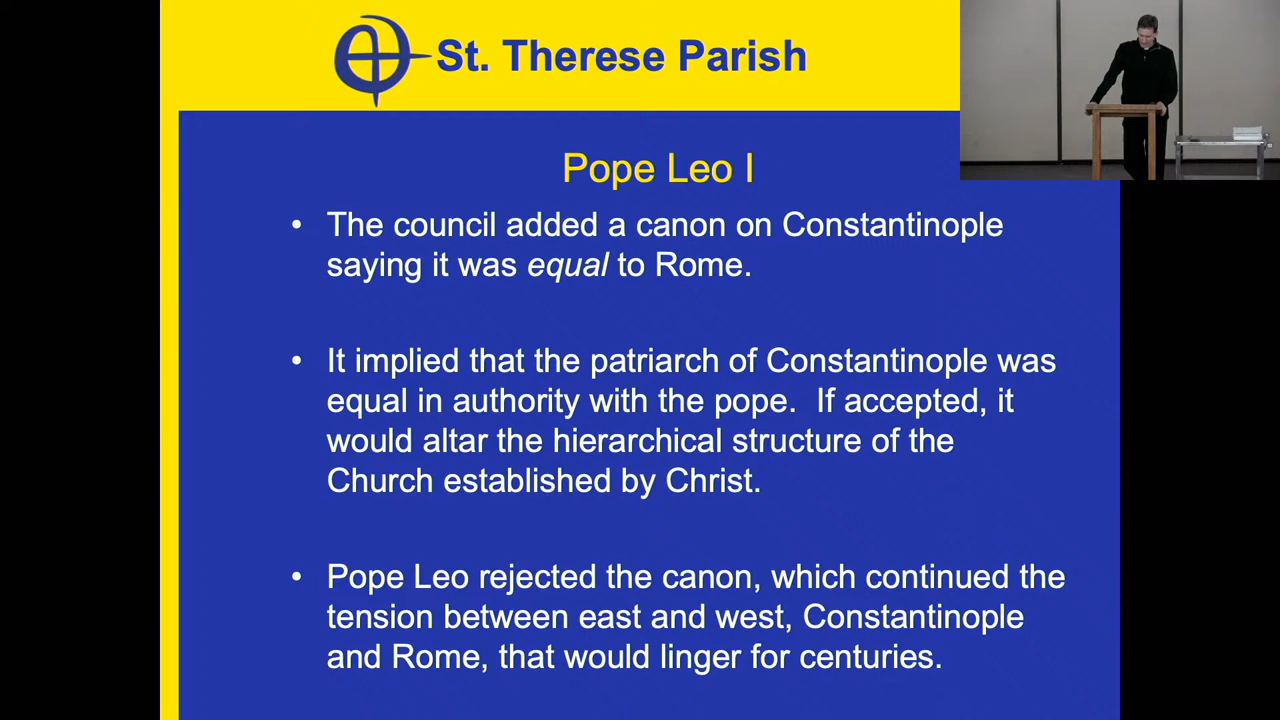 St. Therese Parish
Pope Leo I
• The council added a canon on Constantinople
saying it was equal to Rome.
• It implied that the patriarch of Constantinople was
equal in authority with the pope.  If accepted, it
would altar the hierarchical structure of the
Church established by Christ.
• Pope Leo rejected the canon, which continued the
tension between east and west, Constantinople
and Rome, that would linger for centuries.